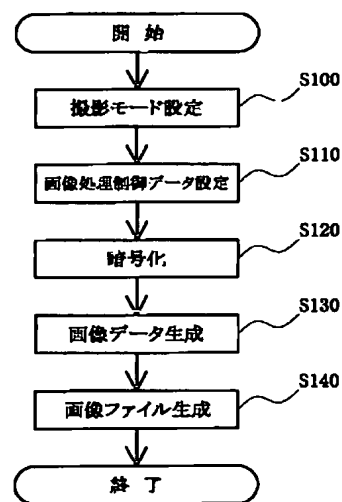 開 始
S100
撮影モード設定
S110
画像処理制御データ設定
S120
暗号化
S130
画像データ生成
S140
画像ファイル生成
終 了